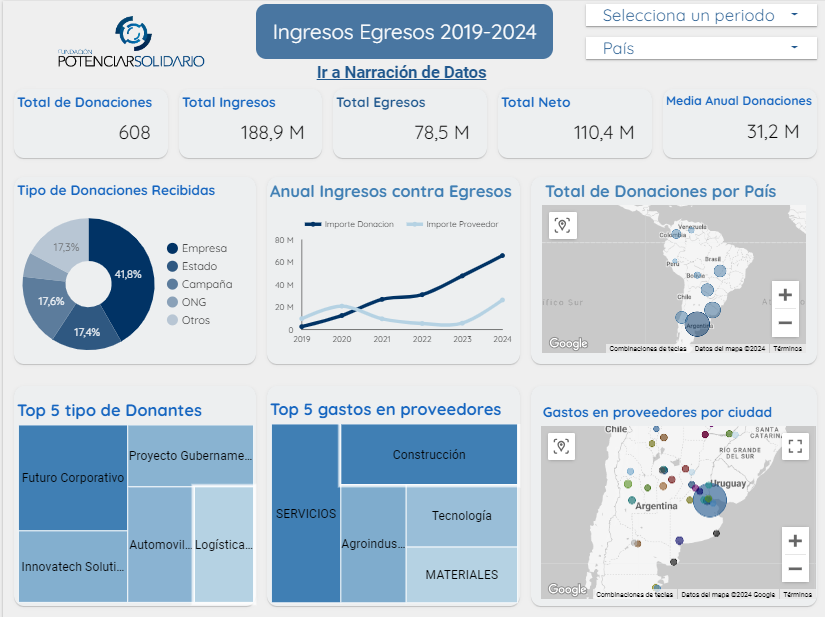 FUNDACIÓN
POTENCIARSOLIDARIO
Ingresos Egresos 2019-2024
Ir a Narración de Datos
Selecciona un periodo
País
Total de Donaciones
608
Total Ingresos
188,9 M
Total Egresos
78,5 M
Total Neto
110,4 M
Media Anual Donaciones
31,2 M
Tipo de Donaciones Recibidas
17,3%
41,8%
17,6%
17,4%
Empresa
Estado
Campaña
ONG
Otros
Anual Ingresos contra Egresos
Importe Donacion
Importe Proveedor
80 M
60 M
40 M
20 M
0
2019 2020 2021 2022 2023 2024
Total de Donaciones por País
Venezuela
Colombia
Perú
Brasil
Bolivia
Chile
Argentina
ífico Sur
Google
Combinaciones de teclas Datos del mapa ©2024 Términos
Top 5 tipo de Donantes
Futuro Corporativo
Proyecto Gubername...
Innovatech Soluti...
Automovil...
Logística...
Top 5 gastos en proveedores
SERVICIOS
Construcción
Agroindus...
Tecnología
MATERIALES
Gastos en proveedores por ciudad
Chile
SANTA
CATARIN
RÍO GRANDE
DEL SUR
Uruguay
Argentina
Google
Combinaciones de teclas Datos del mapa ©2024 Google Términos